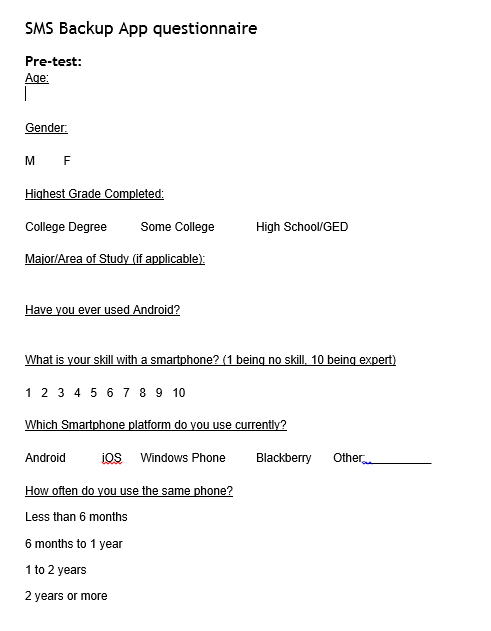 SMS Backup App questionnaire
Pre-test:
Age:
Gender:
M F
Highest Grade Completed:
College Degree Some College High School/GED
Major/Area of Study (if applicable):
Have you ever used Android?
What is your skill with a smartphone? (1 being no skill, 10 being expert)
1 2 3 4 5 6 7 8 9 10
Which Smartphone platform do you use currently?
Android iOS Windows Phone Blackberry Other:__________
How often do you use the same phone?
Less than 6 months
6 months to 1 year
1 to 2 years
2 years or more